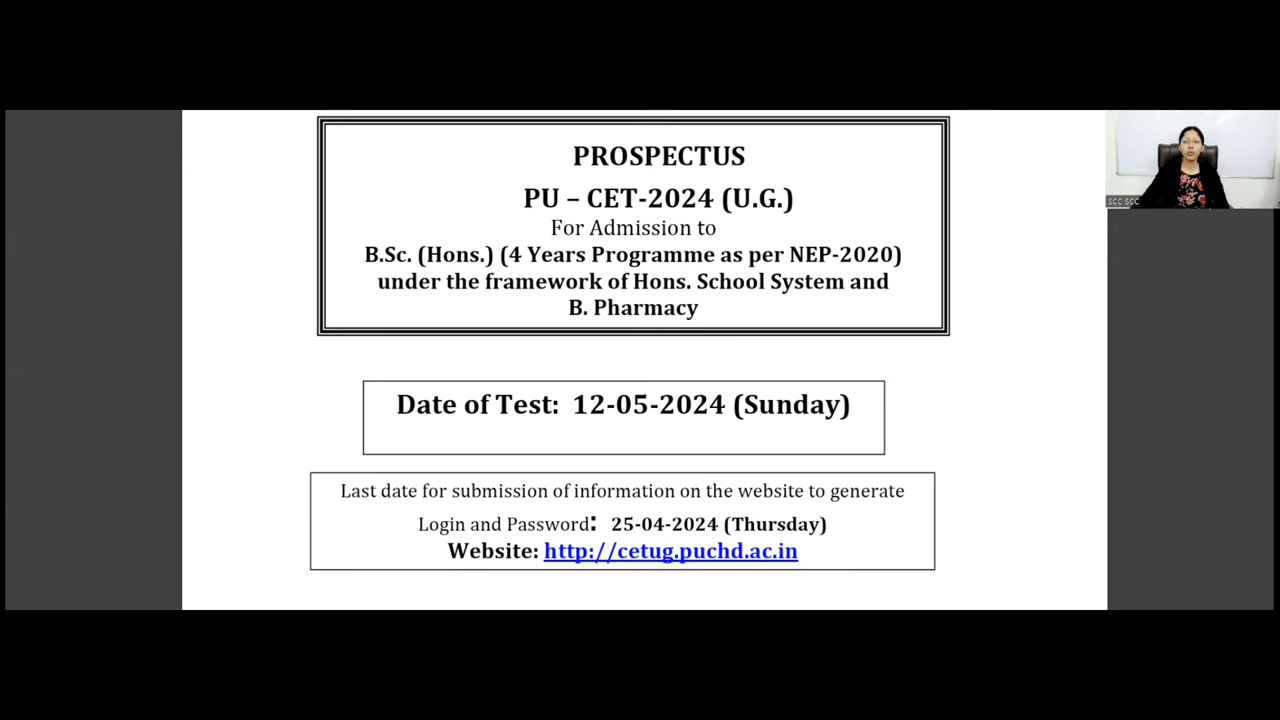 PROSPECTUS
PU – CET-2024 (U.G.)
For Admission to
B.Sc. (Hons.) (4 Years Programme as per NEP-2020)
under the framework of Hons. School System and
B. Pharmacy
Date of Test: 12-05-2024 (Sunday)
Last date for submission of information on the website to generate
Login and Password: 25-04-2024 (Thursday)
Website: http://cetug.puchd.ac.in
SCC SCC